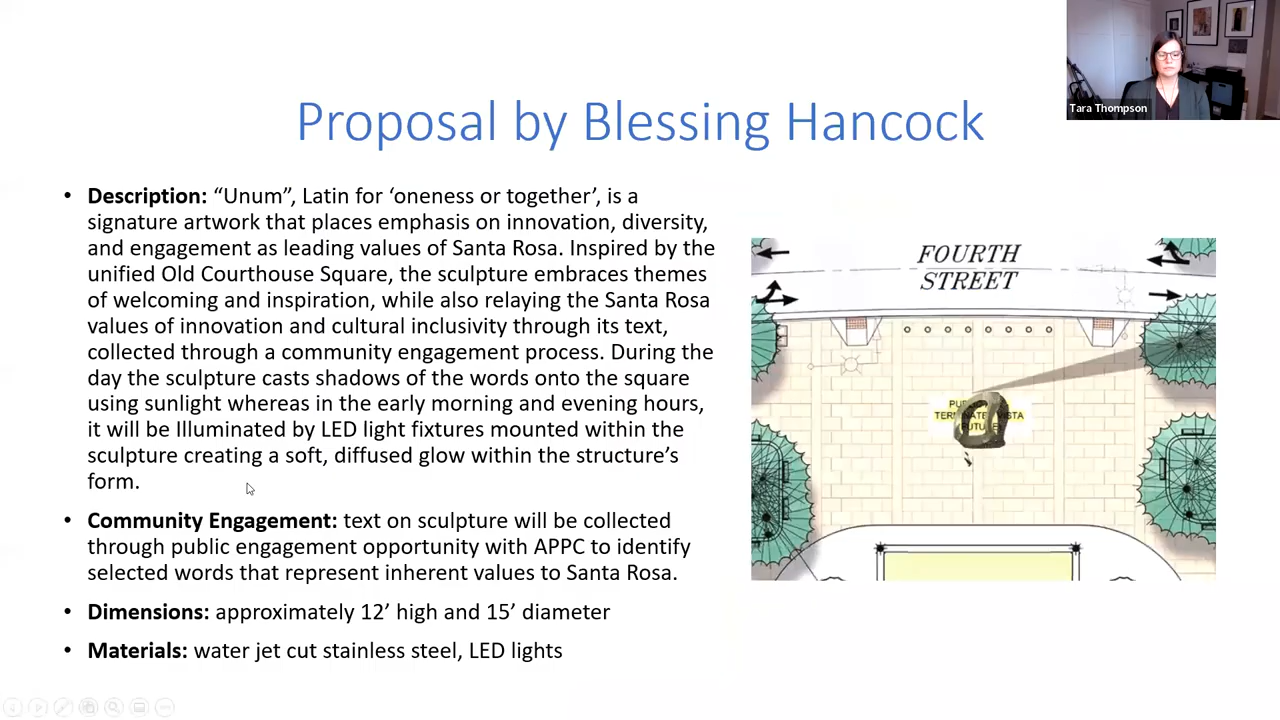 Tara Thompson
Proposal by Blessing Hancock
• Description: “Unum”, Latin for ‘oneness or together’, is a
signature artwork that places emphasis on innovation, diversity,
and engagement as leading values of Santa Rosa. Inspired by the
unified Old Courthouse Square, the sculpture embraces themes
of welcoming and inspiration, while also relaying the Santa Rosa
values of innovation and cultural inclusivity through its text,
collected through a community engagement process. During the
day the sculpture casts shadows of the words onto the square
using sunlight whereas in the early morning and evening hours,
it will be Illuminated by LED light fixtures mounted within the
sculpture creating a soft, diffused glow within the structure’s
form.
• Community Engagement: text on sculpture will be collected
through public engagement opportunity with APPC to identify
selected words that represent inherent values to Santa Rosa.
• Dimensions: approximately 12’ high and 15’ diameter
• Materials: water jet cut stainless steel, LED lights
FOURTH
STREET